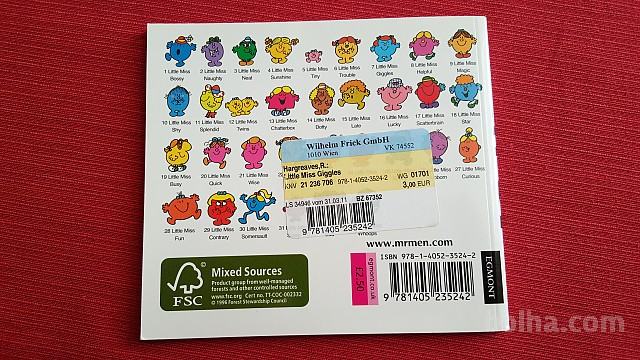 1 Little Miss Bossy
2 Little Miss Naughty
3 Little Miss Neat
4 Little Miss Sunshine
5 Little Miss Tiny
6 Little Miss Trouble
7 Little Miss Giggles
8 Little Miss Helpful
9 Little Miss Magic
10 Little Miss Shy
11 Little Miss Splendid
12 Little Miss Twins
13 Little Miss Chatterbox
14 Little Miss Dotty
15 Little Miss Late
16 Little Miss Lucky
17 Little Miss Scatterbrain
18 Little Miss Star
Wilhelm Frick GmbH
1010 Wien VK 74552
Hargreaves,R.:
Little Miss Giggles
KNV 21 236 706 978-1-4052-3524-2 WG 01701
3,00 EUR
LS 34946 vom 31.03.11 BZ 67352
9 781405 235242
19 Little Miss Busy
20 Little Miss Quick
21 Little Miss Wise
27 Little Miss Curious
28 Little Miss Fun
29 Little Miss Contrary
30 Little Miss Somersault
Whoops
www.mrmen.com
FSC
Mixed Sources
Product group from well-managed
forests and other controlled sources
www.fsc.org Cert no. TT-COC-002332
© 1996 Forest Stewardship Council
£2.50
egmont.co.uk
ISBN 978-1-4052-3524-2
9 781405 235242
EGMONT
olha.com